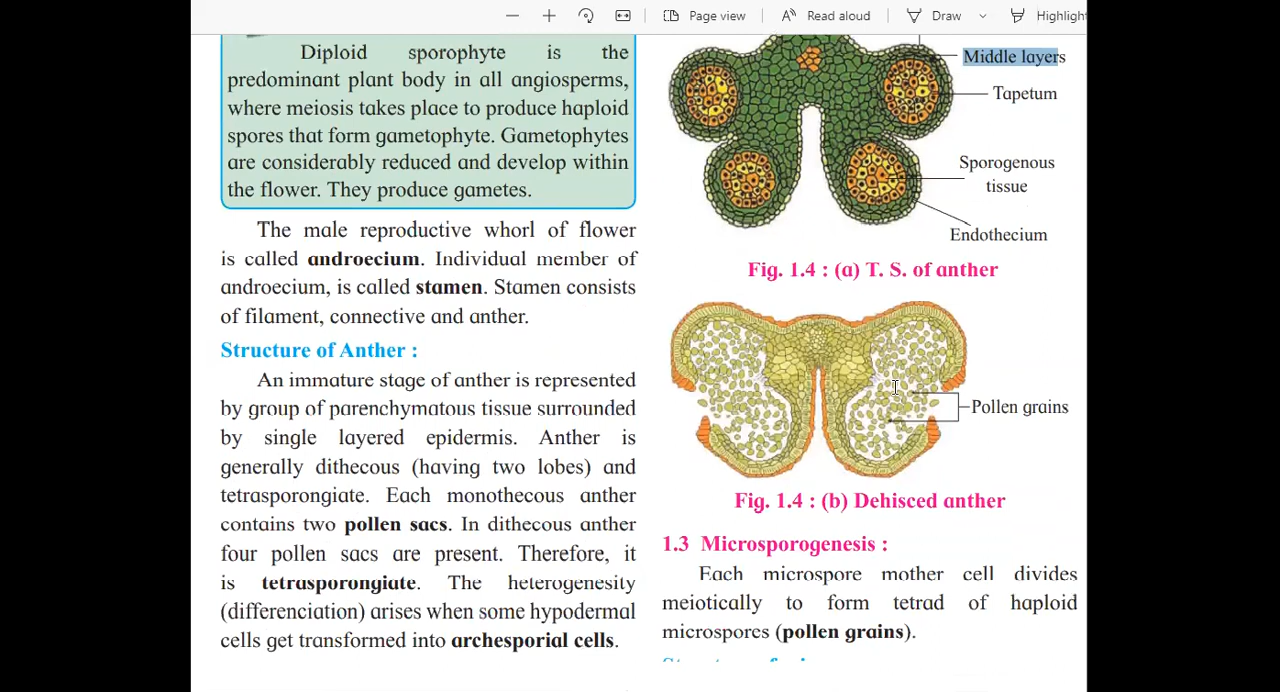 Page view
Read aloud
Draw
Highlight
Diploid sporophyte is the
predominant plant body in all angiosperms,
where meiosis takes place to produce haploid
spores that form gametophyte. Gametophytes
are considerably reduced and develop within
the flower. They produce gametes.
The male reproductive whorl of flower
is called androecium. Individual member of
androecium, is called stamen. Stamen consists
of filament, connective and anther.
Structure of Anther :
An immature stage of anther is represented
by group of parenchymatous tissue surrounded
by single layered epidermis. Anther is
generally dithecous (having two lobes) and
tetrasporongiate. Each monothecous anther
contains two pollen sacs. In dithecous anther
four pollen sacs are present. Therefore, it
is tetrasporongiate. The heterogenesity
(differenciation) arises when some hypodermal
cells get transformed into archesporial cells.
Middle layers
Tapetum
Sporogenous
tissue
Endothecium
Fig. 1.4 : (a) T. S. of anther
Pollen grains
Fig. 1.4 : (b) Dehisced anther
1.3 Microsporogenesis :
Each microspore mother cell divides
meiotically to form tetrad of haploid
microspores (pollen grains).